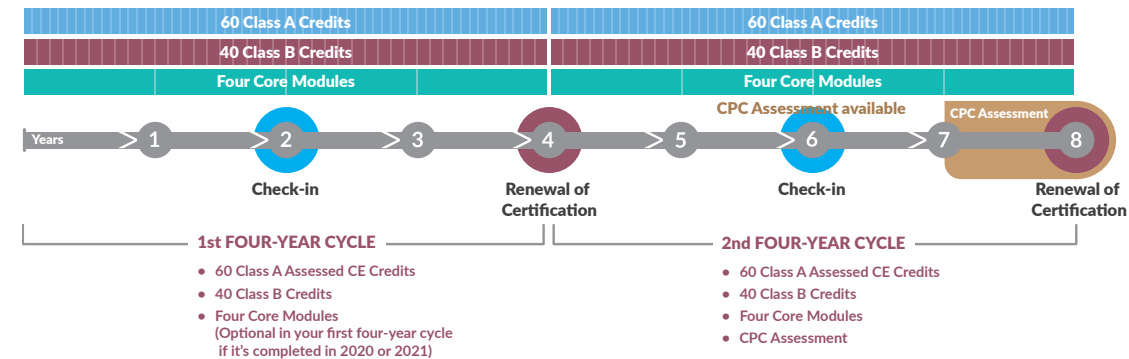 60 Class A Credits
60 Class A Credits
40 Class B Credits
40 Class B Credits
Four Core Modules
Four Core Modules
CPC Assessment available
CPC Assessment
Years
1
2
3
4
5
6
7
8
Check-in
Renewal of
Certification
Check-in
Renewal of
Certification
1st FOUR-YEAR CYCLE
• 60 Class A Assessed CE Credits
• 40 Class B Credits
• Four Core Modules
(Optional in your first four-year cycle
if it's completed in 2020 or 2021)
2nd FOUR-YEAR CYCLE
• 60 Class A Assessed CE Credits
• 40 Class B Credits
• Four Core Modules
• CPC Assessment